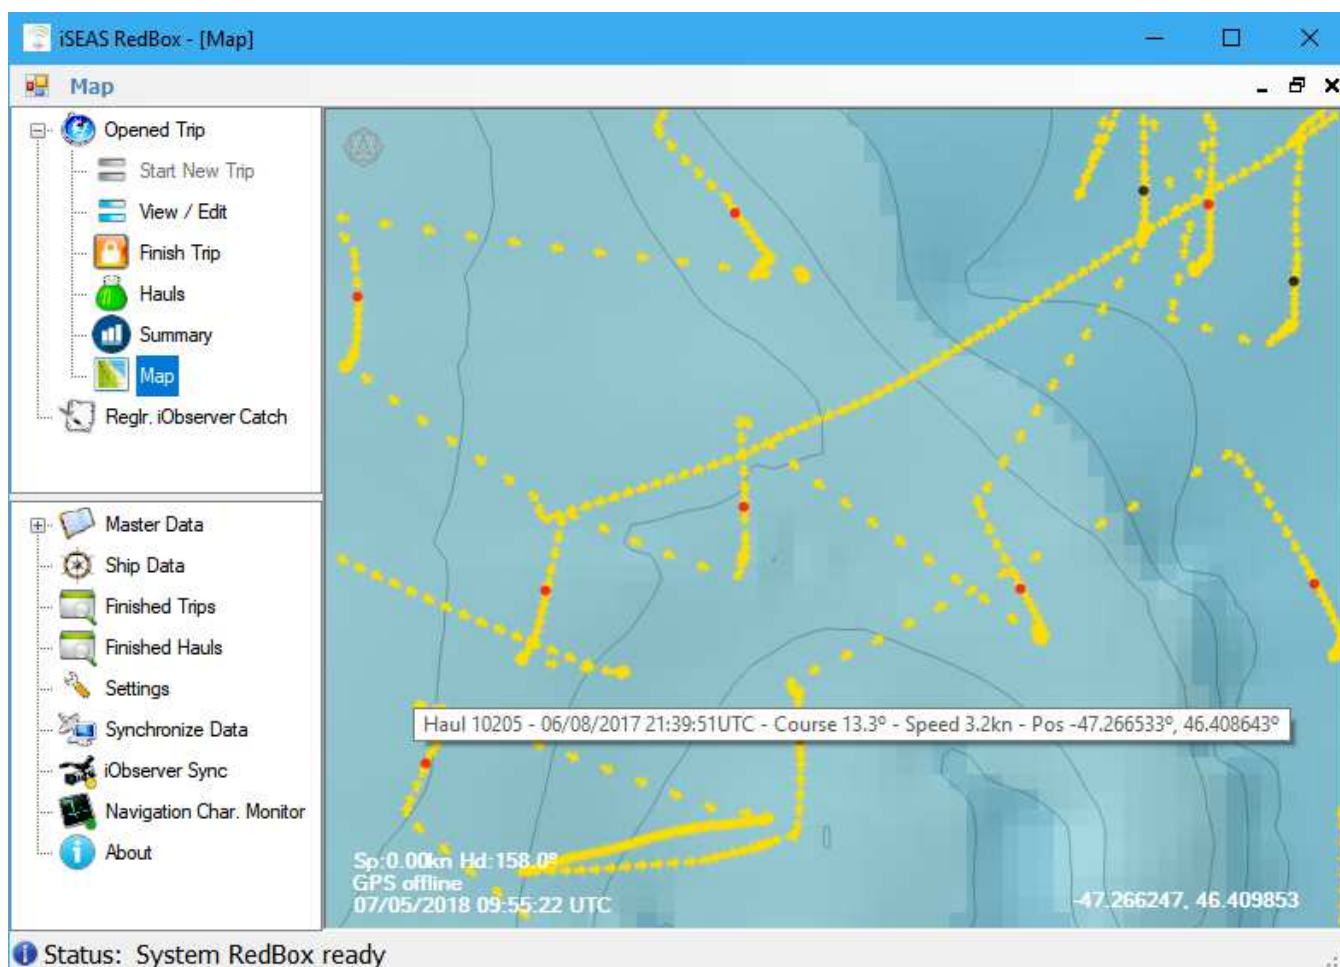 iSEAS RedBox - [Map]
Map
Opened Trip
Start New Trip
View / Edit
Finish Trip
Hauls
Summary
Map
Reglr. iObserver Catch
Master Data
Ship Data
Finished Trips
Finished Hauls
Settings
Synchronize Data
iObserver Sync
Navigation Char. Monitor
About
Haul 10205 - 06/08/2017 21:39:51UTC - Course 13.3º - Speed 3.2kn - Pos -47.266533º, 46.408643º
Sp:0.00kn Hd:158.0º
GPS offline
07/05/2018 09:55:22 UTC
-47.266247, 46.409853
Status: System RedBox ready